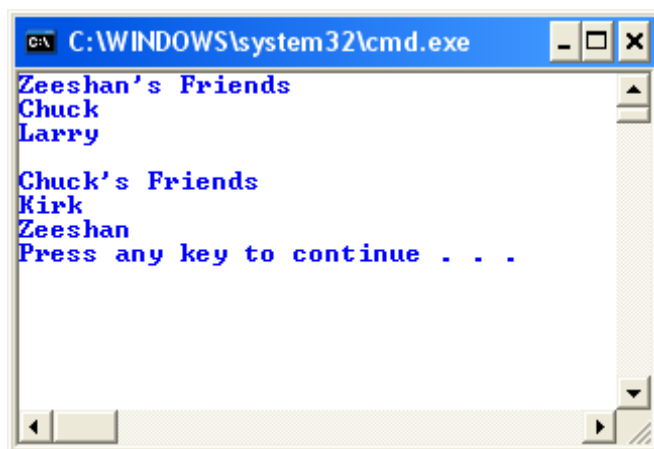 C:\WINDOWS\system32\cmd.exe
Zeeshan's Friends
Chuck
Larry
Chuck's Friends
Kirk
Zeeshan
Press any key to continue . . .